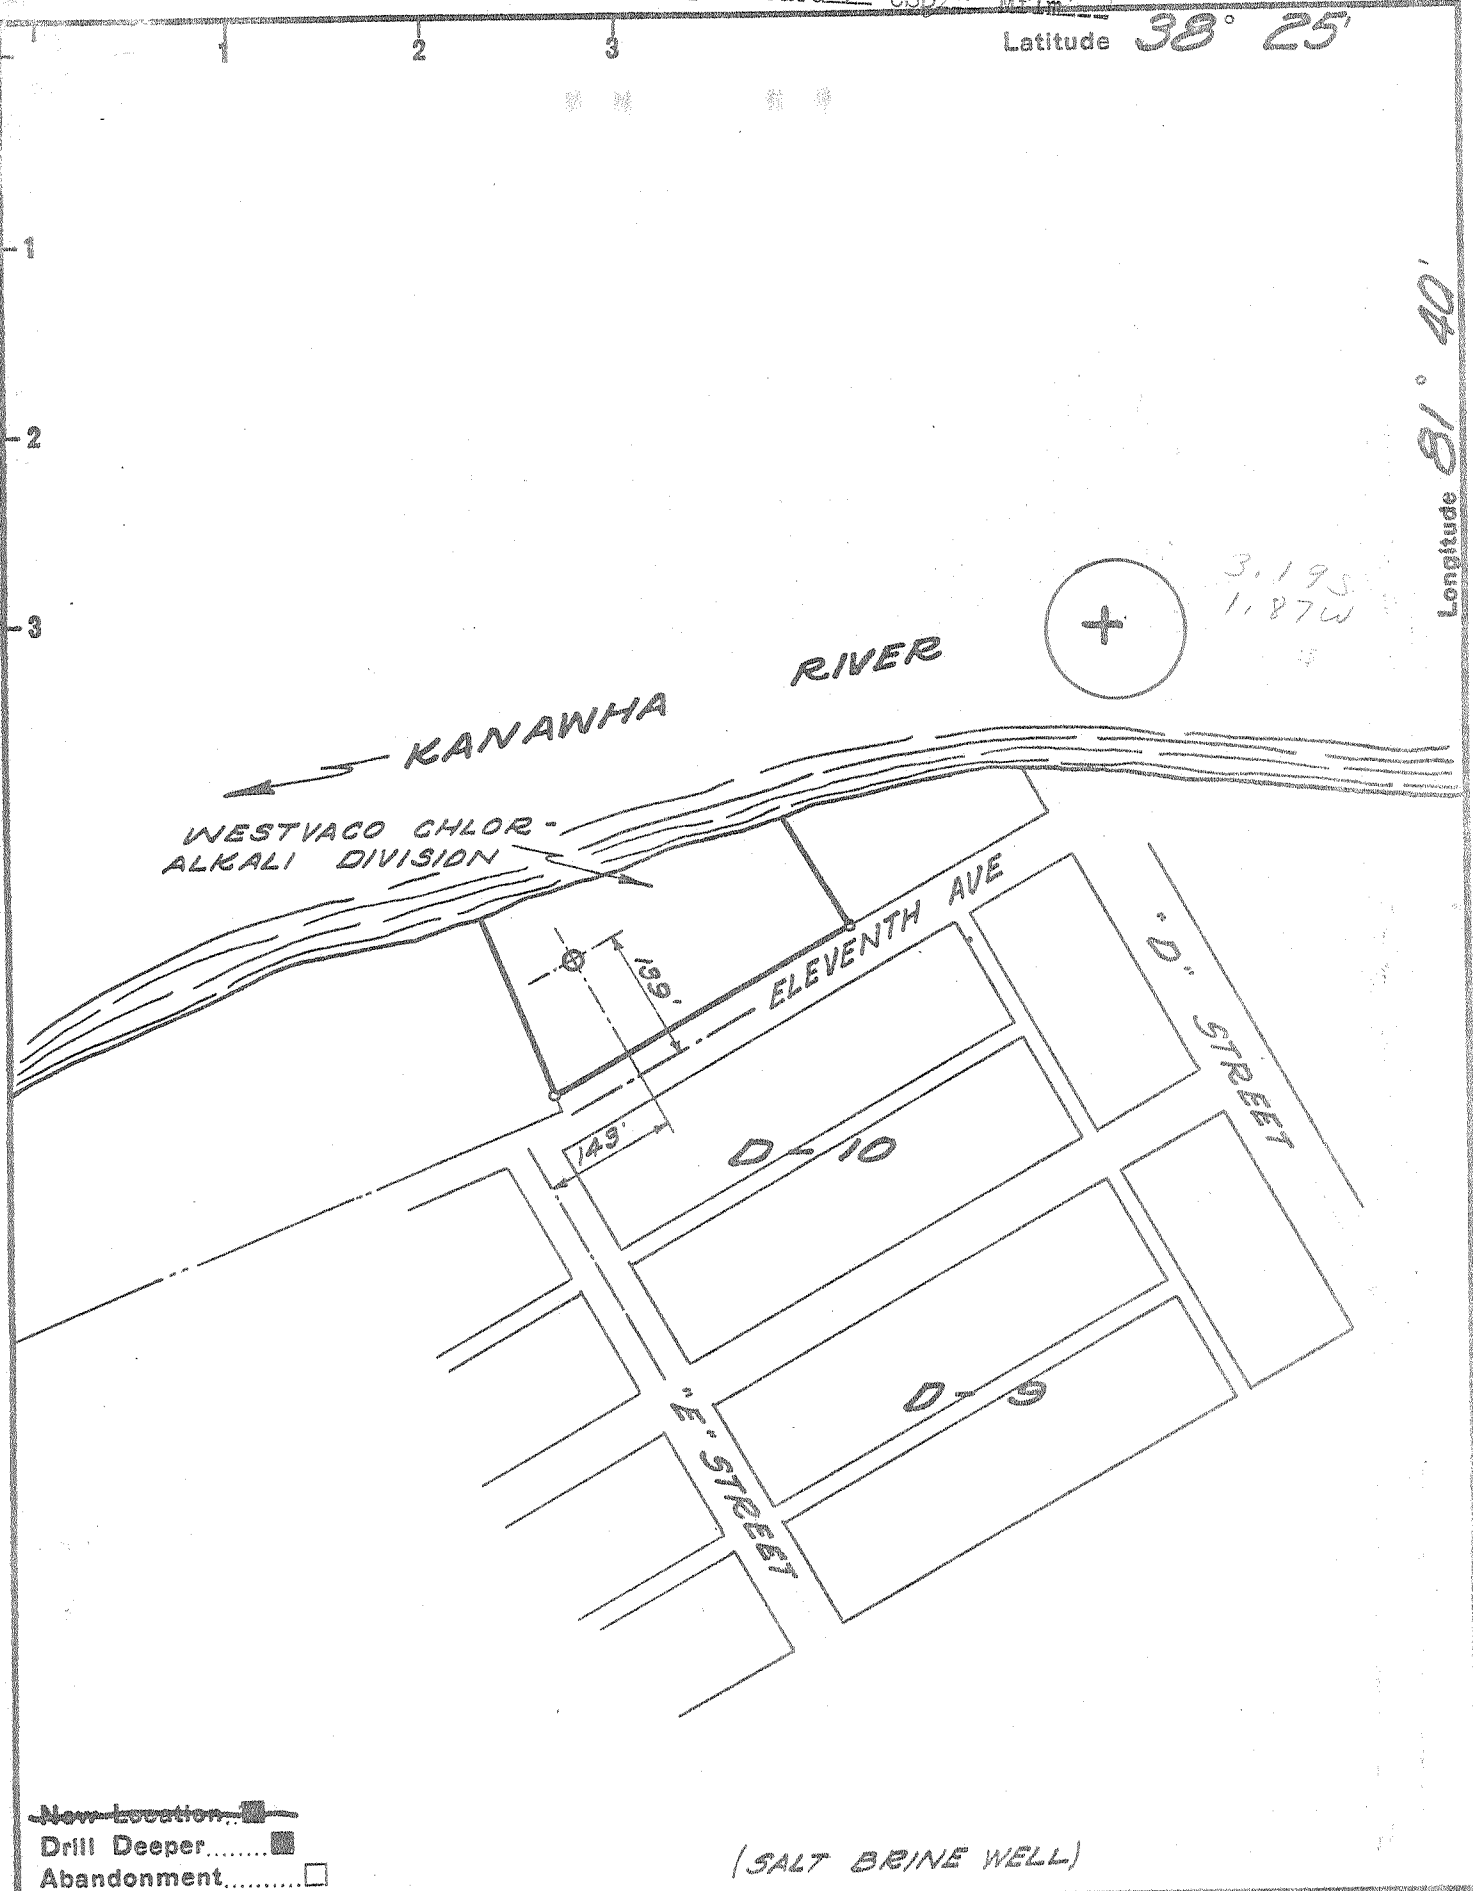 Latitude 38° 25'
1 2 3
1
2
3
Longitude 81° 40'
3.19S
1.87W
KANAWHA RIVER
WESTVACO CHLOR-
ALKALI DIVISION
ELEVENTH AVE
199'
143'
"D" STREET
D-10
D-9
"E" STREET
New Location..
Drill Deeper........
Abandonment..........
(SALT BRINE WELL)